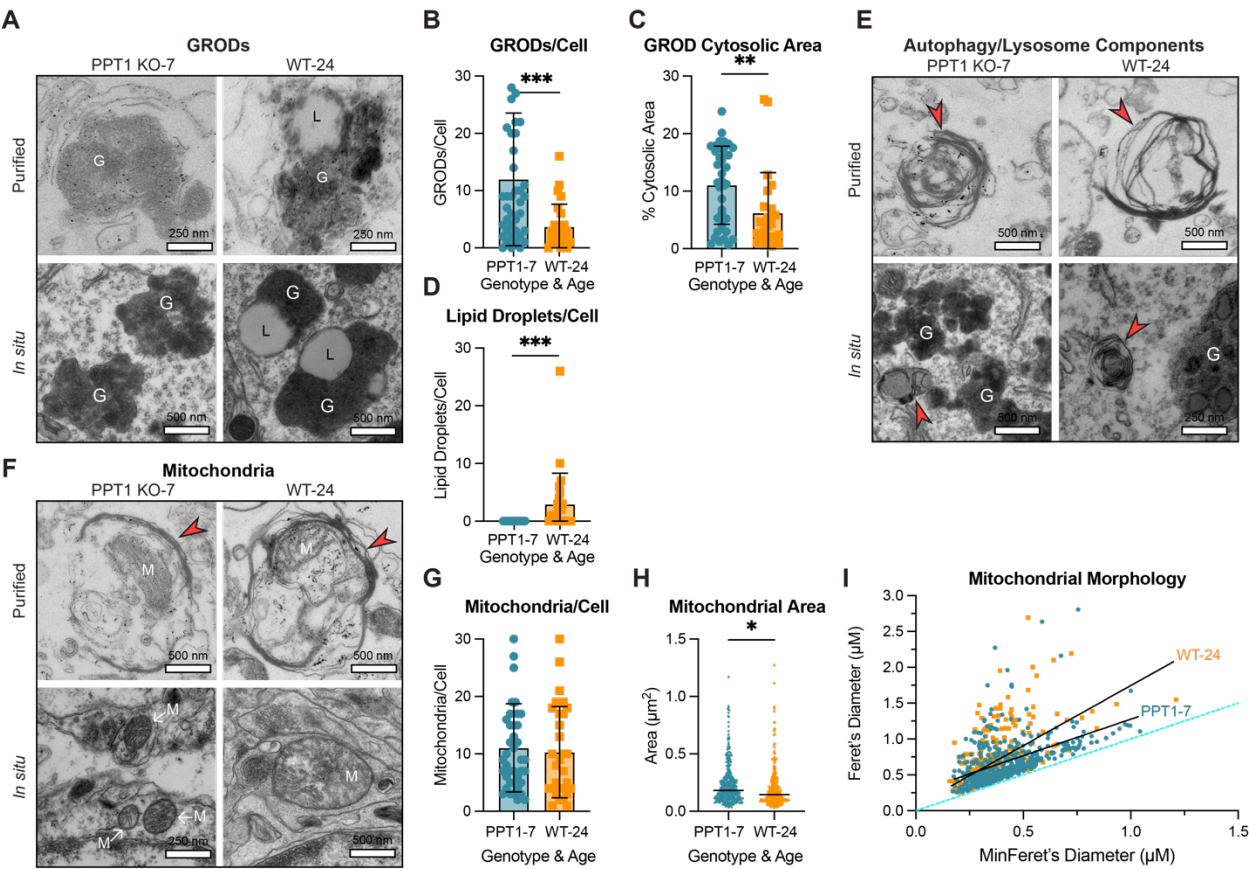 A
GRODs
PPT1 KO-7
WT-24
Purified
In situ
G
250 nm
L
G
250 nm
G
G
500 nm
G
L
L
G
500 nm
B
GRODs/Cell
***
GRODs/Cell
30
20
10
0
PPT1-7
WT-24
Genotype & Age
C
GROD Cytosolic Area
**
% Cytosolic Area
30
20
10
0
PPT1-7
WT-24
Genotype & Age
D
Lipid Droplets/Cell
***
Lipid Droplets/Cell
30
20
10
0
PPT1-7
WT-24
Genotype & Age
E
Autophagy/Lysosome Components
PPT1 KO-7
WT-24
Purified
In situ
500 nm
500 nm
G
G
500 nm
G
250 nm
F
Mitochondria
PPT1 KO-7
WT-24
Purified
In situ
M
500 nm
M
500 nm
M
M
M
250 nm
M
500 nm
G
Mitochondria/Cell
Mitochondria/Cell
30
20
10
0
PPT1-7
WT-24
Genotype & Age
H
Mitochondrial Area
*
Area (µm²)
1.5
1.0
0.5
0.0
PPT1-7
WT-24
Genotype & Age
I
Mitochondrial Morphology
Feret's Diameter (µM)
3.0
2.5
2.0
1.5
1.0
0.5
0.0
WT-24
PPT1-7
0.0
0.5
1.0
1.5
MinFeret's Diameter (µM)